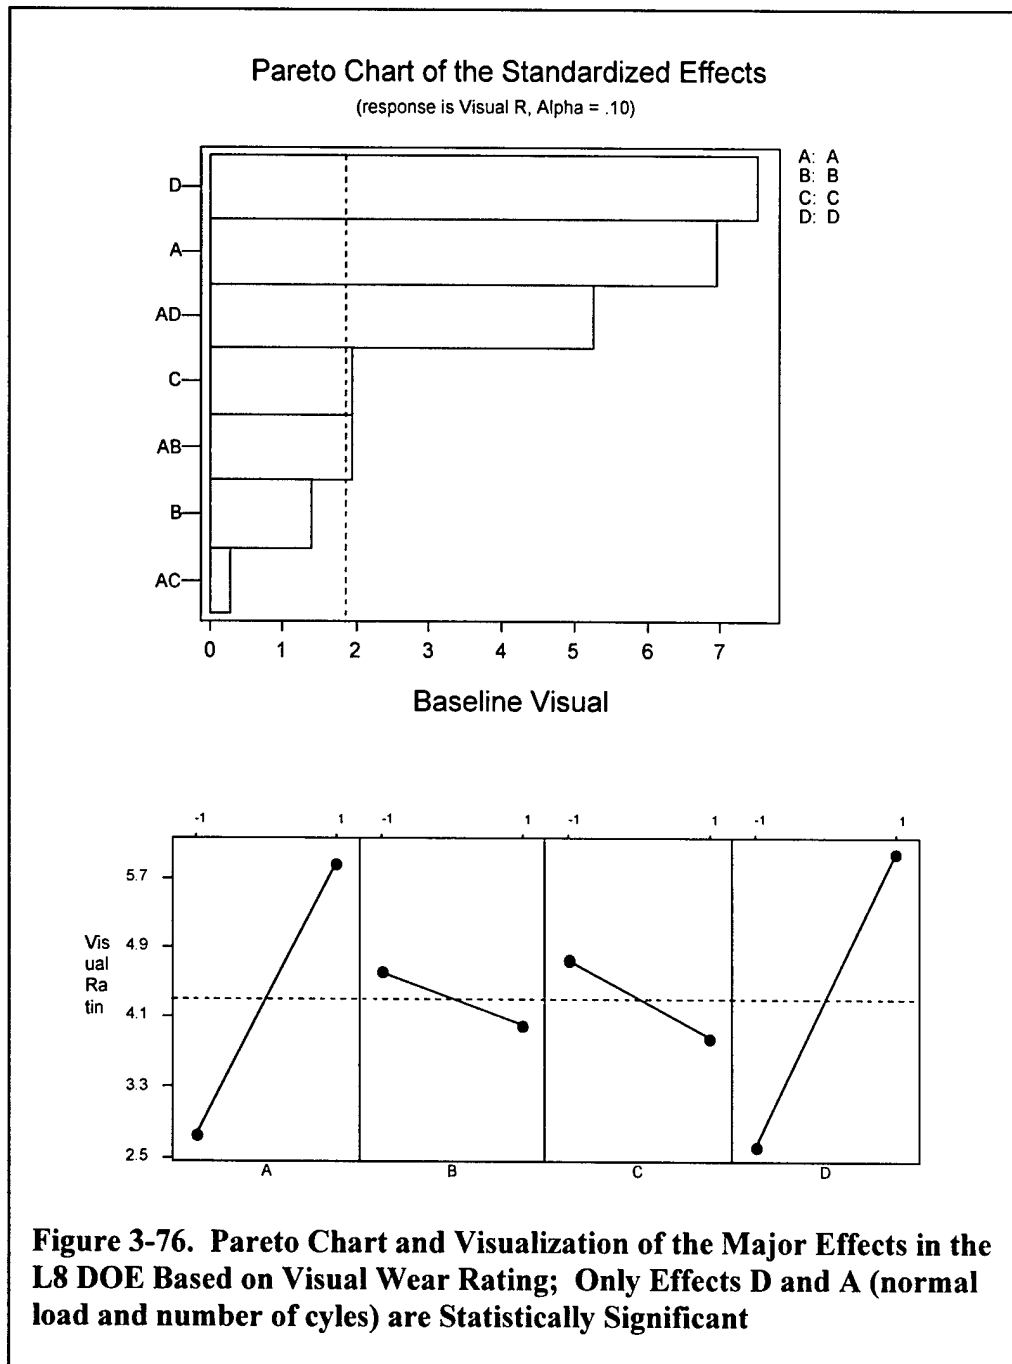 Pareto Chart of the Standardized Effects
(response is Visual R, Alpha = .10)
A: A
B: B
C: C
D: D
D
A
AD
C
AB
B
AC
0 1 2 3 4 5 6 7
Baseline Visual
-1 1 -1 1 -1 1 -1 1
5.7
4.9
4.1
3.3
2.5
Vis
ual
Ra
tin
A B C D
Figure 3-76. Pareto Chart and Visualization of the Major Effects in the
L8 DOE Based on Visual Wear Rating; Only Effects D and A (normal
load and number of cyles) are Statistically Significant